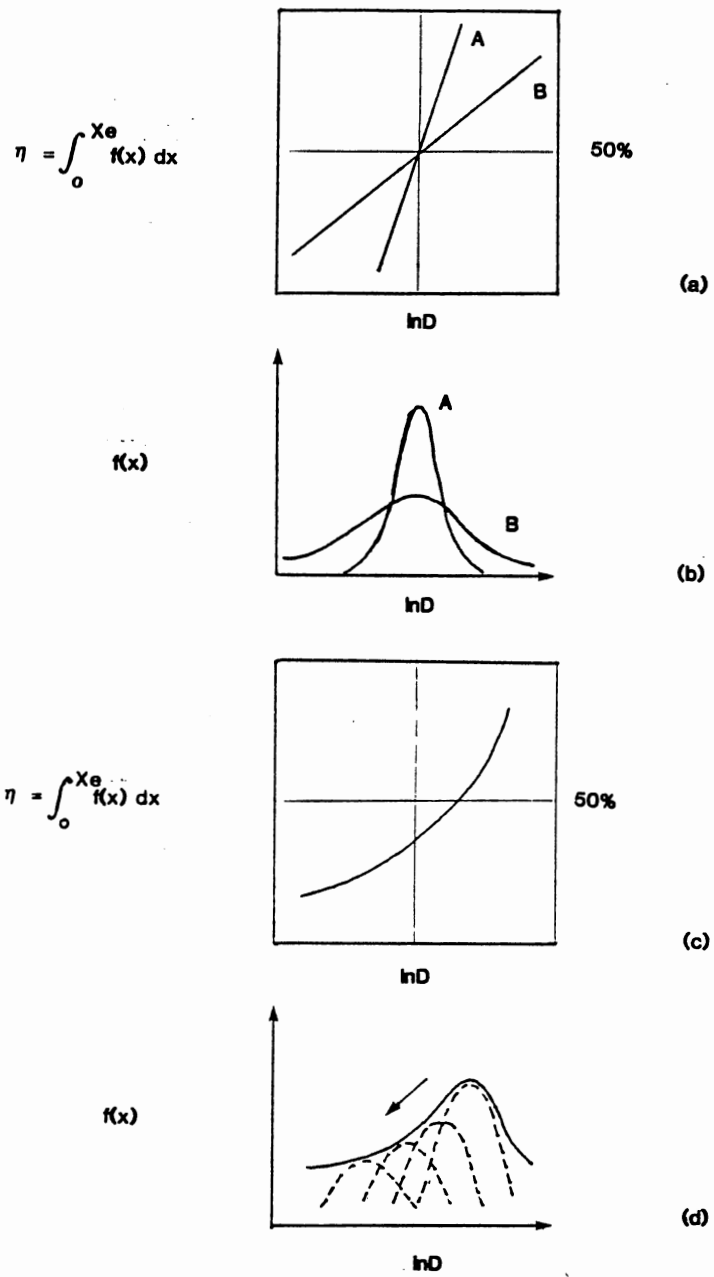 A
B
η = ∫₀^Xe f(x) dx
50%
(a)
lnD
A
f(x)
B
(b)
lnD
η = ∫₀^Xe f(x) dx
50%
(c)
lnD
f(x)
(d)
lnD